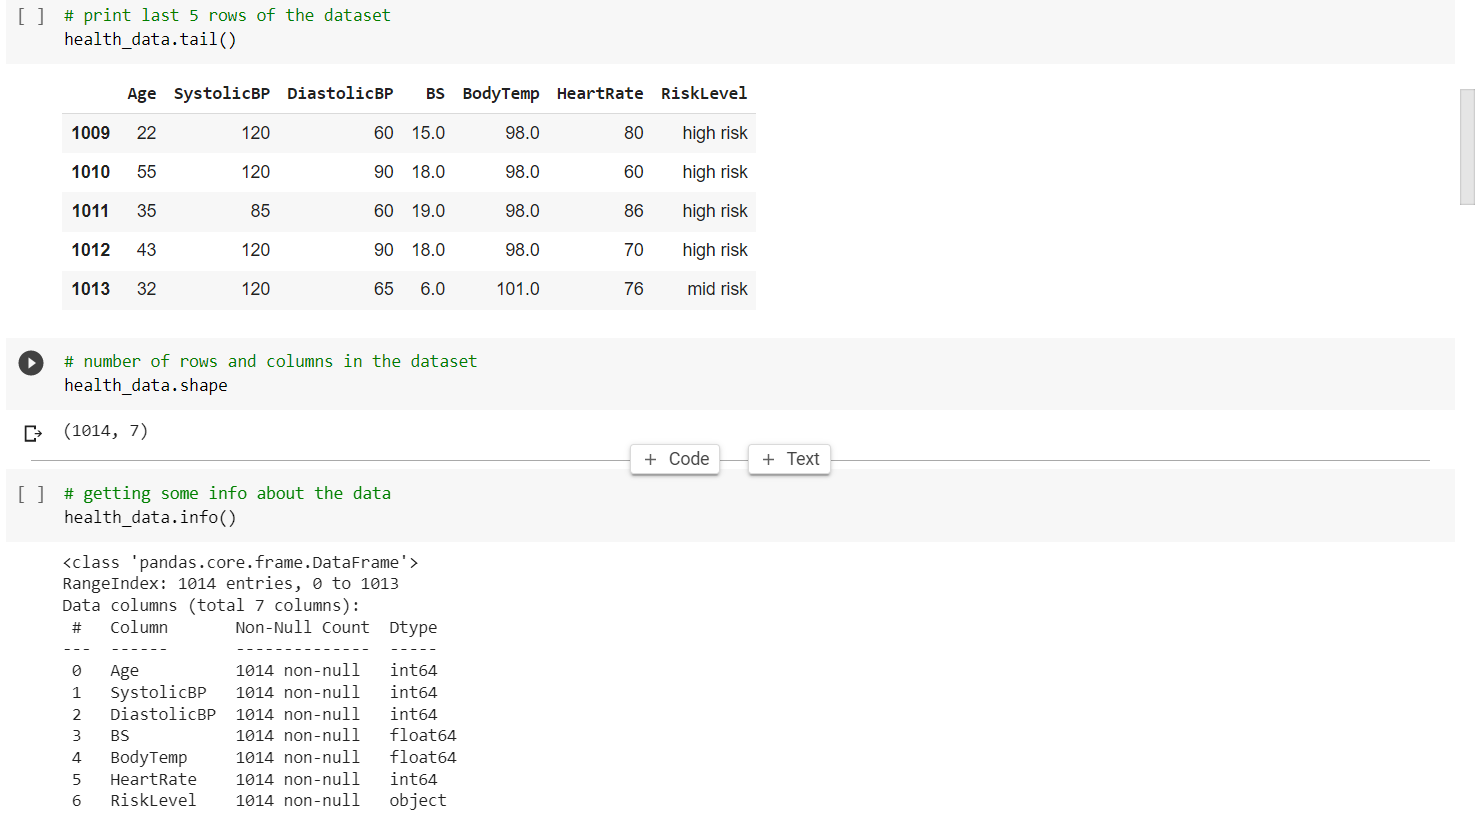 [ ] # print last 5 rows of the dataset
health_data.tail()
Age SystolicBP DiastolicBP BS BodyTemp HeartRate RiskLevel
1009 22 120 60 15.0 98.0 80 high risk
1010 55 120 90 18.0 98.0 60 high risk
1011 35 85 60 19.0 98.0 86 high risk
1012 43 120 90 18.0 98.0 70 high risk
1013 32 120 65 6.0 101.0 76 mid risk
# number of rows and columns in the dataset
health_data.shape
(1014, 7)
+ Code + Text
[ ] # getting some info about the data
health_data.info()
<class 'pandas.core.frame.DataFrame'>
RangeIndex: 1014 entries, 0 to 1013
Data columns (total 7 columns):
# Column Non-Null Count Dtype
--- ------ -------------- -----
0 Age 1014 non-null int64
1 SystolicBP 1014 non-null int64
2 DiastolicBP 1014 non-null int64
3 BS 1014 non-null float64
4 BodyTemp 1014 non-null float64
5 HeartRate 1014 non-null int64
6 RiskLevel 1014 non-null object